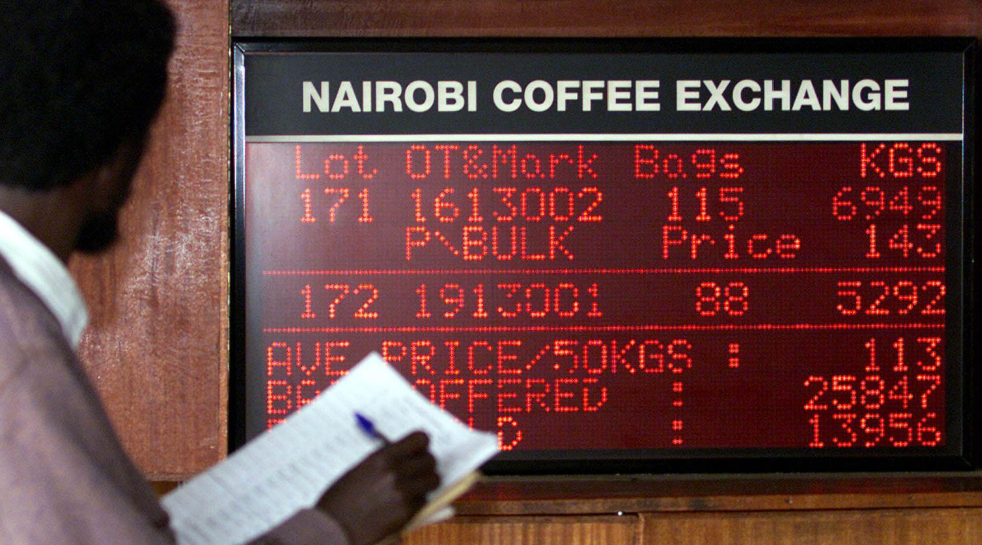 NAIROBI COFFEE EXCHANGE
Lot OT&Mark Bags KGS
171 1613002 115 6949
P\BULK Price 143
172 1913001 88 5292
AVE PRICE/50KGS : 113
OFFERED : 25847
: 13956